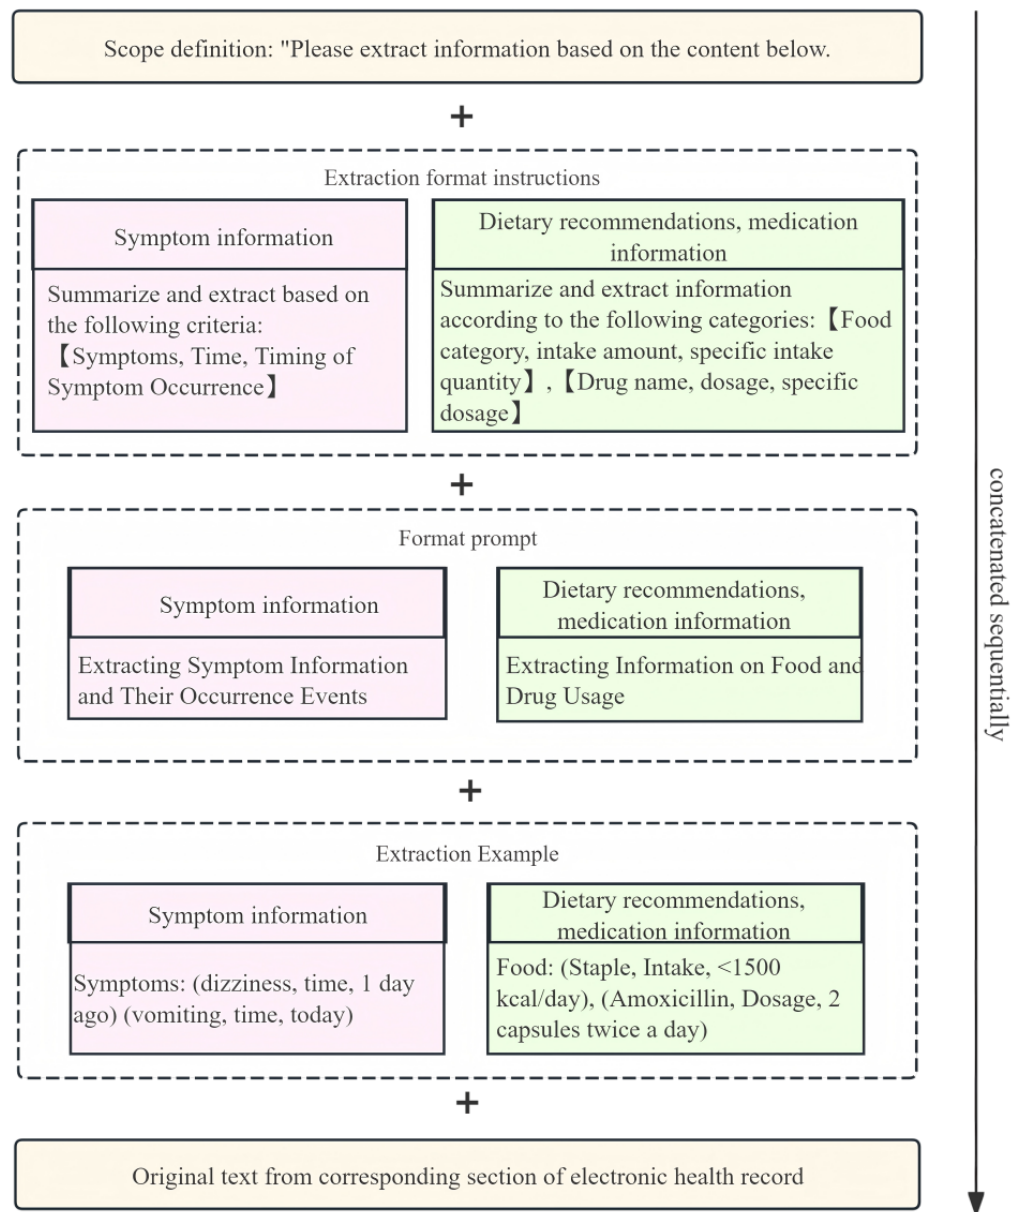 Scope definition: "Please extract information based on the content below.
+
Extraction format instructions
Symptom information
Summarize and extract based on
the following criteria:
【Symptoms, Time, Timing of
Symptom Occurrence】
Dietary recommendations, medication
information
Summarize and extract information
according to the following categories:【Food
category, intake amount, specific intake
quantity】,【Drug name, dosage, specific
dosage】
+
Format prompt
Symptom information
Extracting Symptom Information
and Their Occurrence Events
Dietary recommendations,
medication information
Extracting Information on Food and
Drug Usage
+
Extraction Example
Symptom information
Symptoms: (dizziness, time, 1 day
ago) (vomiting, time, today)
Dietary recommendations,
medication information
Food: (Staple, Intake, <1500
kcal/day), (Amoxicillin, Dosage, 2
capsules twice a day)
+
Original text from corresponding section of electronic health record
concatenated sequentially